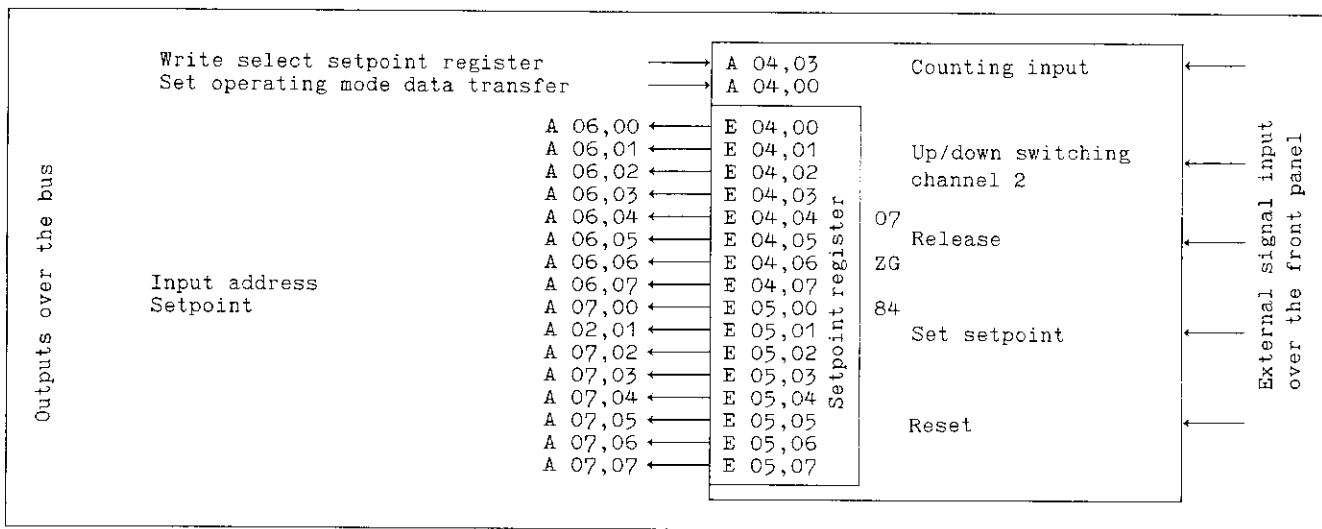 Write select setpoint register
Set operating mode data transfer
A 04,03
A 04,00
Counting input
Outputs over the bus
Input address
Setpoint
A 06,00 E 04,00
A 06,01 E 04,01
A 06,02 E 04,02
A 06,03 E 04,03
A 06,04 E 04,04
A 06,05 E 04,05
A 06,06 E 04,06
A 06,07 E 04,07
A 07,00 E 05,00
A 02,01 E 05,01
A 07,02 E 05,02
A 07,03 E 05,03
A 07,04 E 05,04
A 07,05 E 05,05
A 07,06 E 05,06
A 07,07 E 05,07
Setpoint register
07
ZG
84
Up/down switching
channel 2
Release
Set setpoint
Reset
External signal input
over the front panel